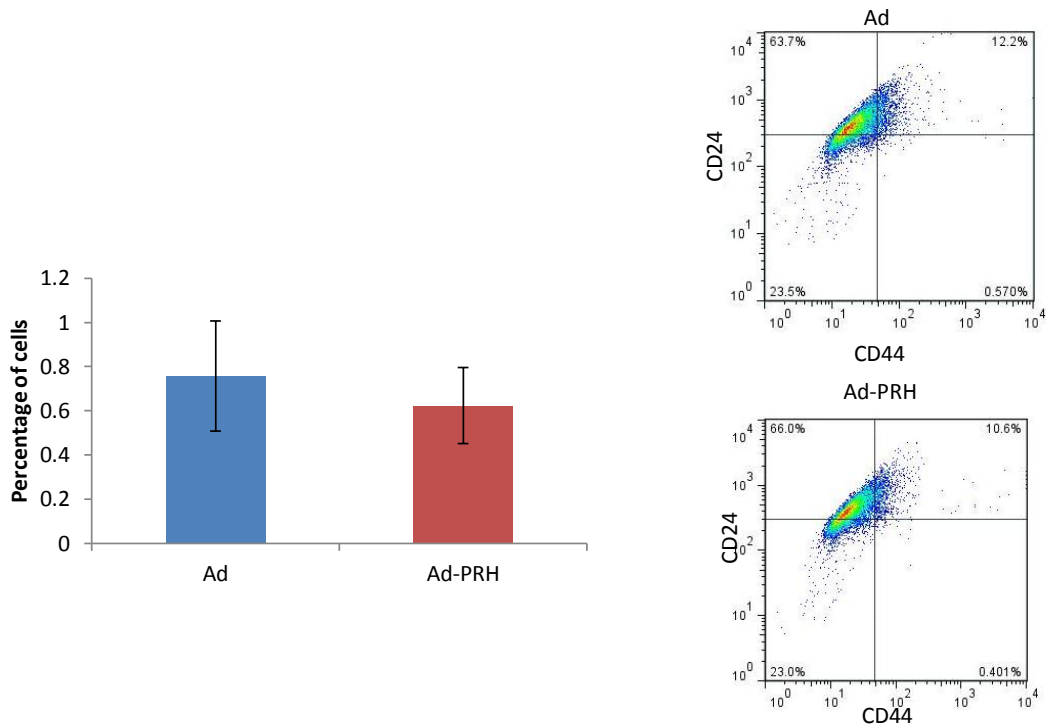 1.2
1
0.8
0.6
0.4
0.2
0
Percentage of cells
Ad
Ad-PRH
Ad
63.7%
12.2%
10^4
10^3
10^2
10^1
10^0
CD24
23.5%
0.570%
10^0 10^1 10^2 10^3 10^4
CD44
Ad-PRH
66.0%
10.6%
10^4
10^3
10^2
10^1
10^0
CD24
23.0%
0.401%
10^0 10^1 10^2 10^3 10^4
CD44